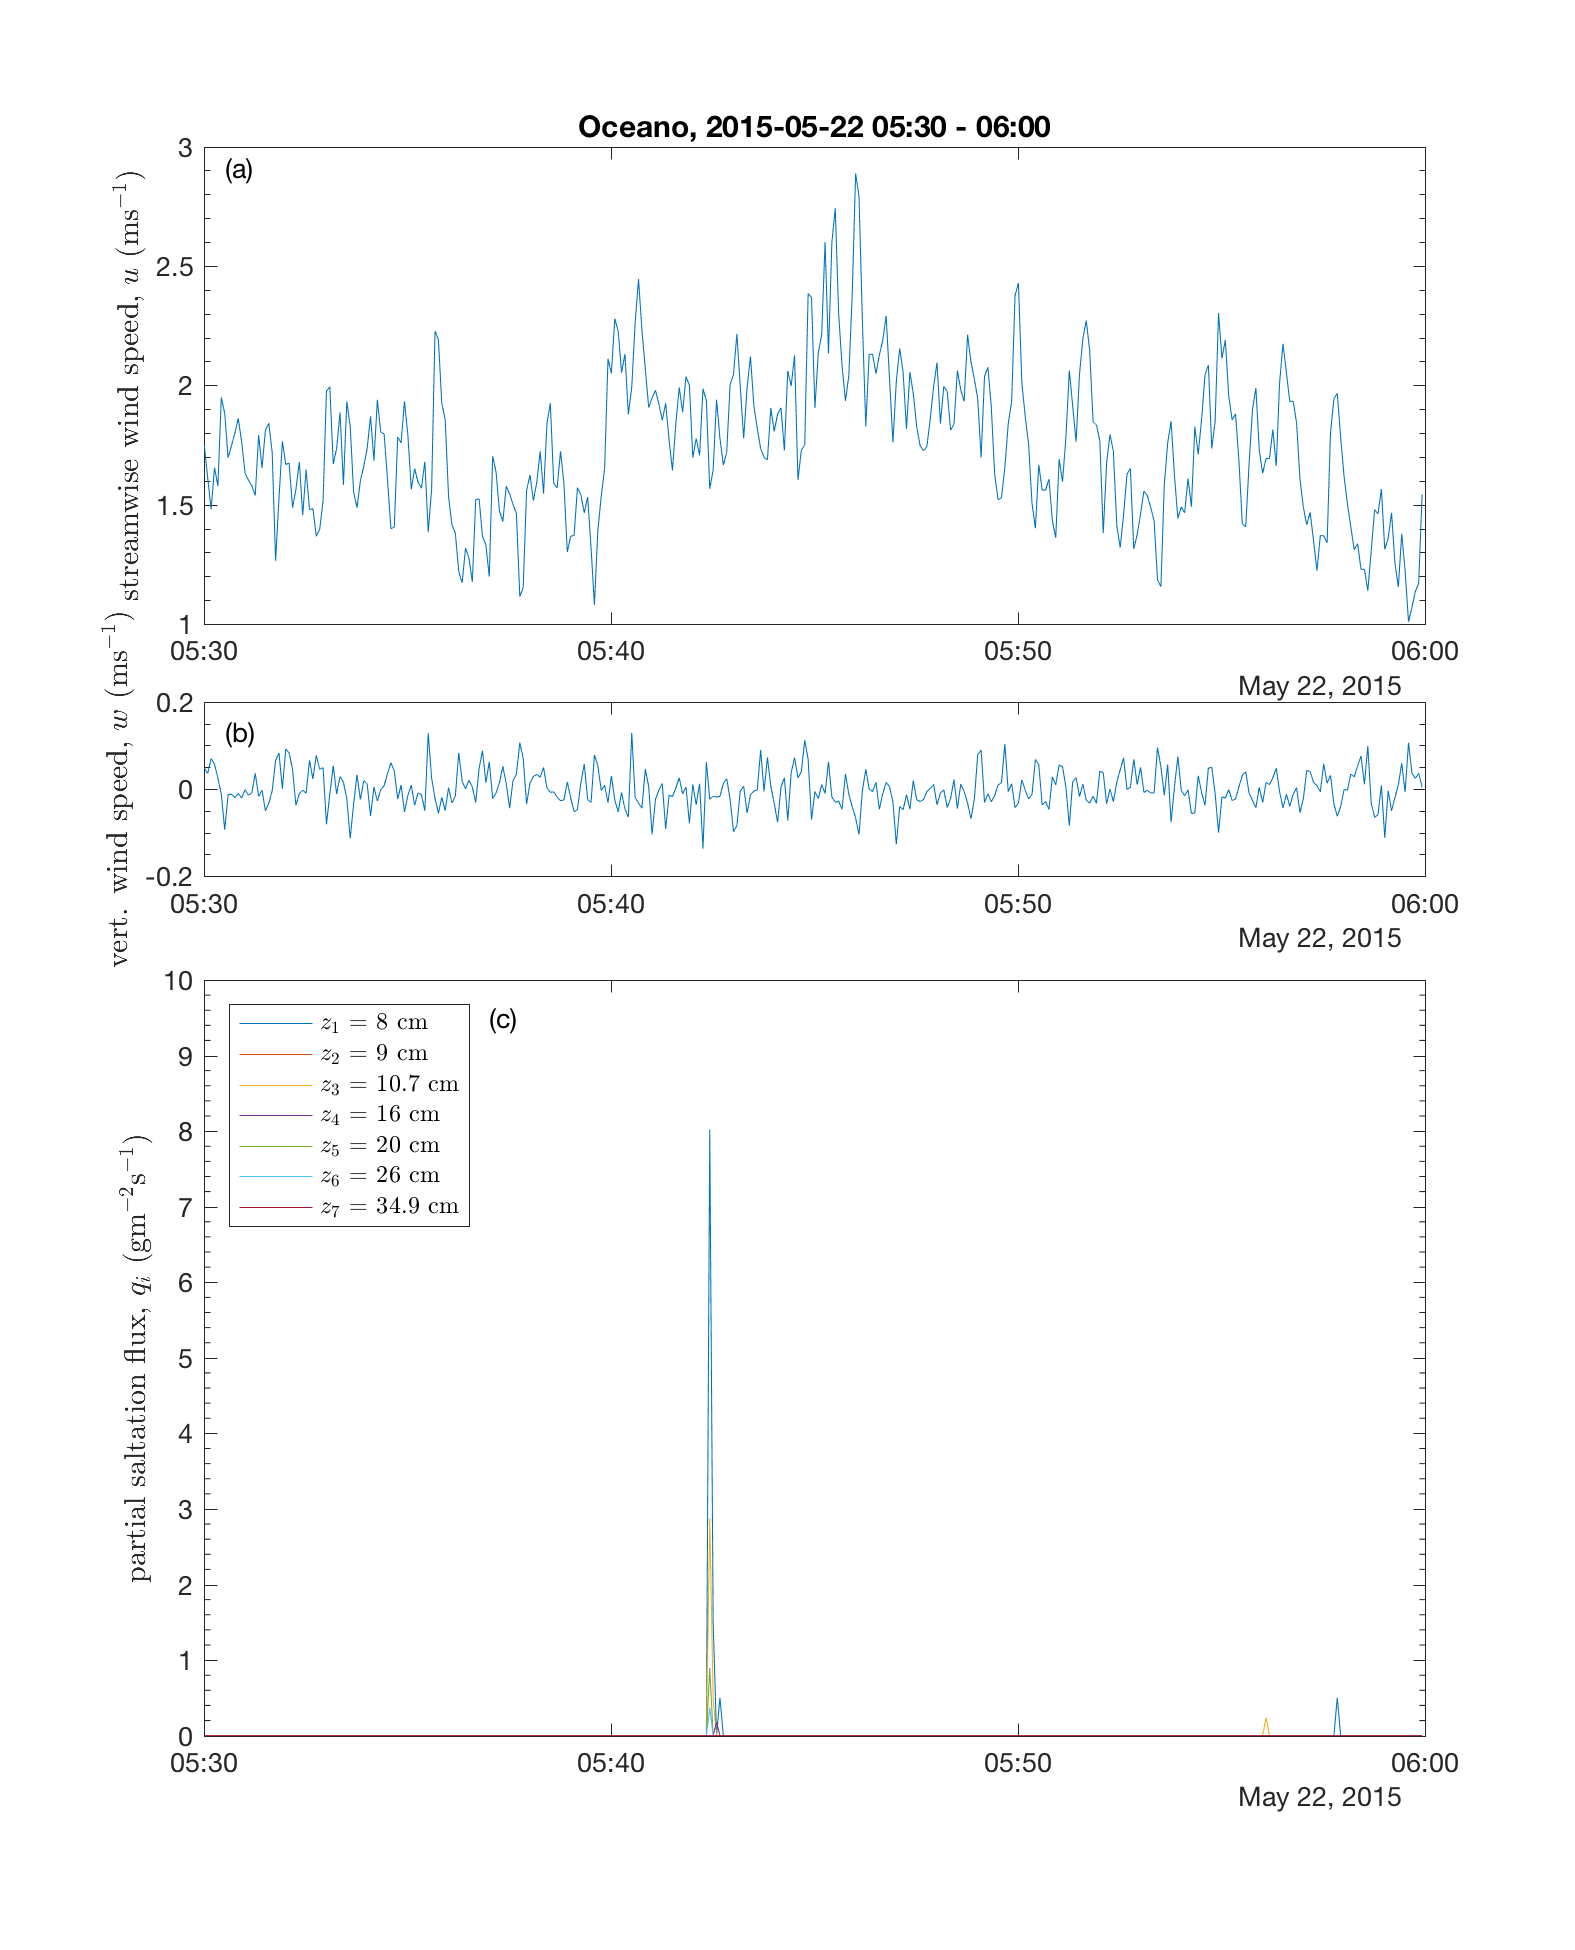 Oceano, 2015-05-22 05:30 - 06:00
(a)
streamwise wind speed, u (ms⁻¹)
3
2.5
2
1.5
1
05:30 05:40 05:50 06:00
May 22, 2015
(b)
vert. wind speed, w (ms⁻¹)
0.2
0
-0.2
05:30 05:40 05:50 06:00
May 22, 2015
(c)
partial saltation flux, qᵢ (gm⁻²s⁻¹)
10
9
8
7
6
5
4
3
2
1
0
z₁ = 8 cm
z₂ = 9 cm
z₃ = 10.7 cm
z₄ = 16 cm
z₅ = 20 cm
z₆ = 26 cm
z₇ = 34.9 cm
05:30 05:40 05:50 06:00
May 22, 2015